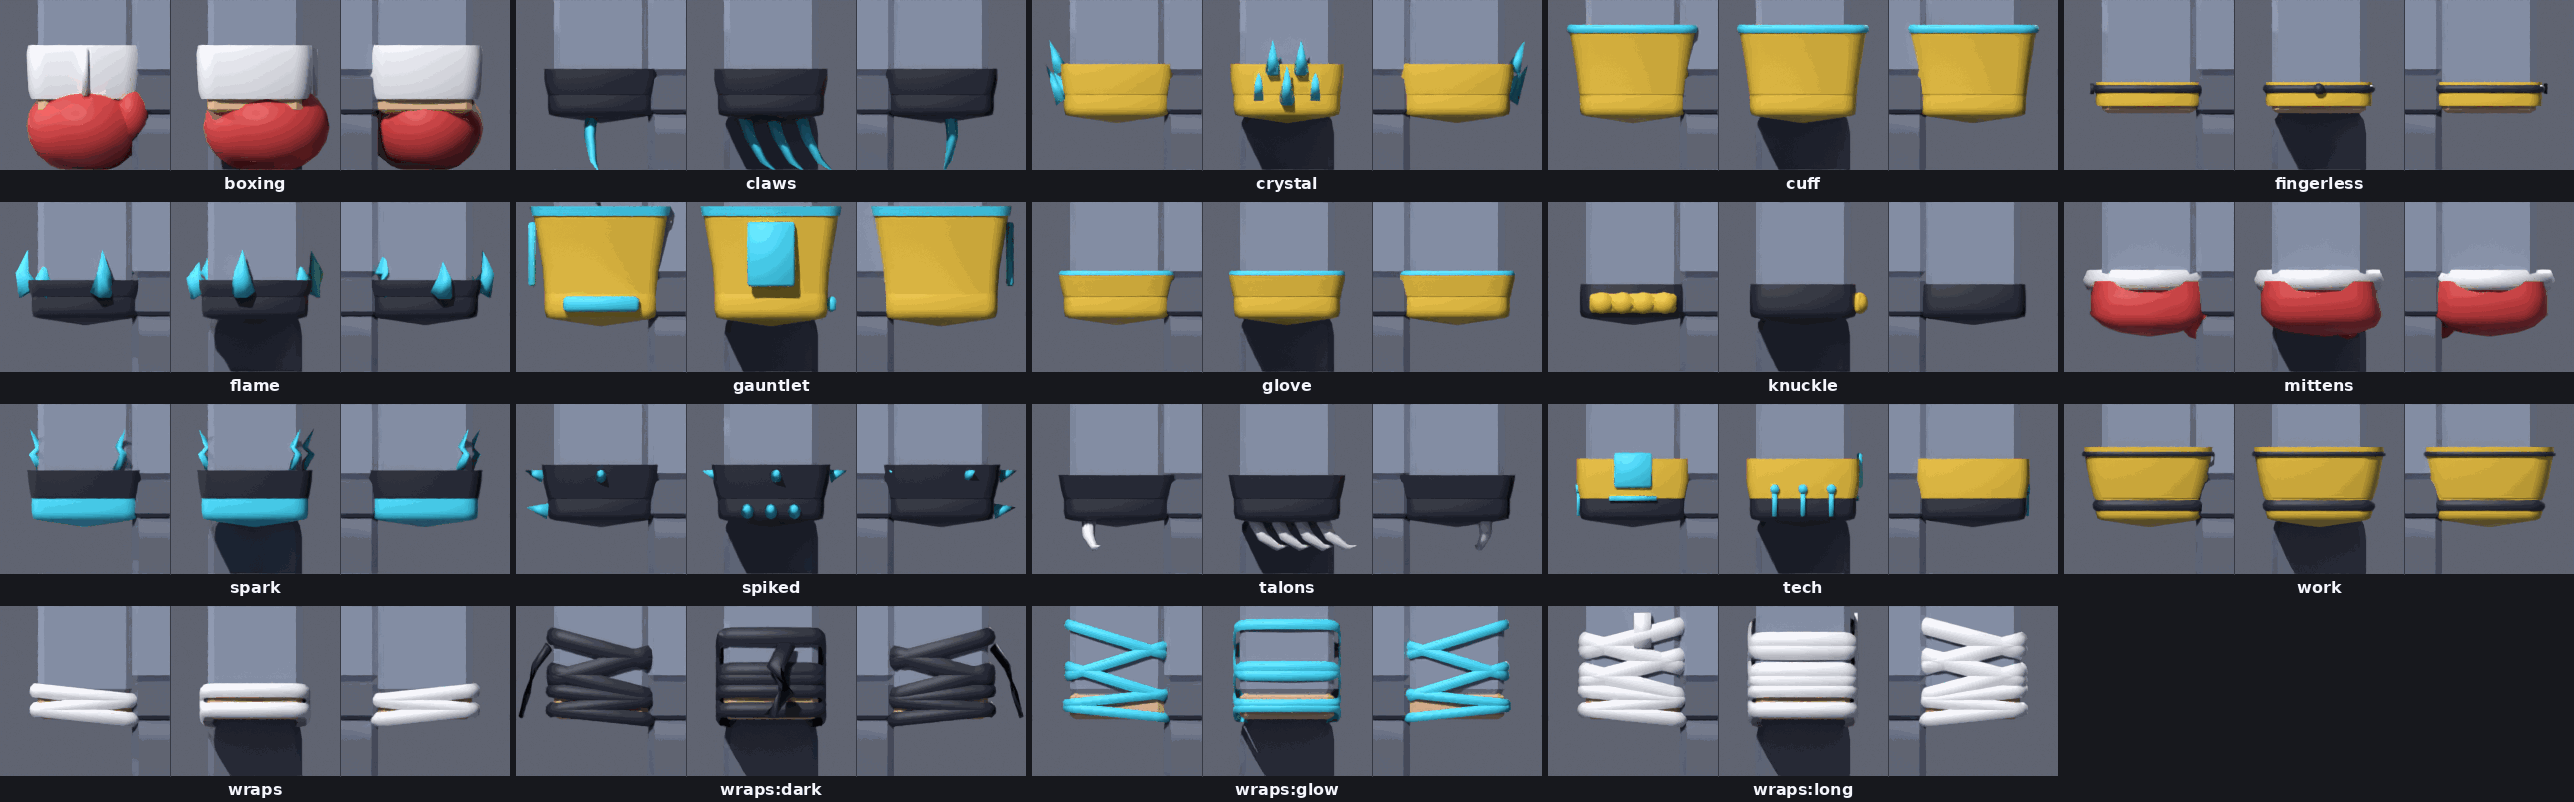 boxing
claws
crystal
cuff
fingerless
flame
gauntlet
glove
knuckle
mittens
spark
spiked
talons
tech
work
wraps
wraps:dark
wraps:glow
wraps:long